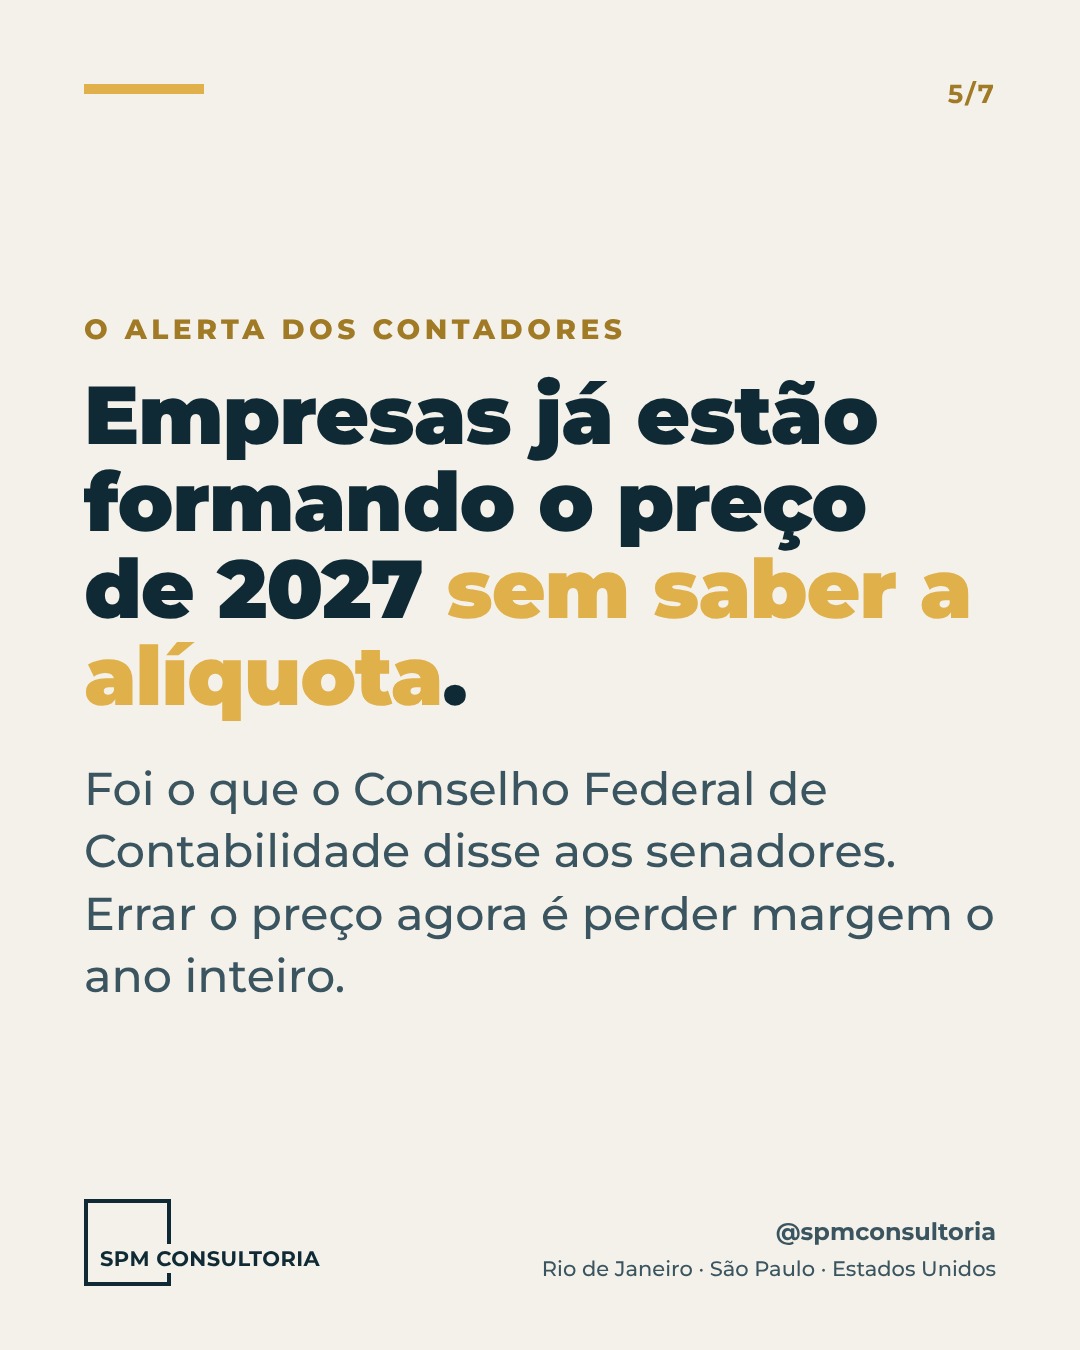 5/7
O ALERTA DOS CONTADORES
Empresas já estão
formando o preço
de 2027 sem saber a
alíquota.
Foi o que o Conselho Federal de
Contabilidade disse aos senadores.
Errar o preço agora é perder margem o
ano inteiro.
SPM CONSULTORIA
@spmconsultoria
Rio de Janeiro · São Paulo · Estados Unidos